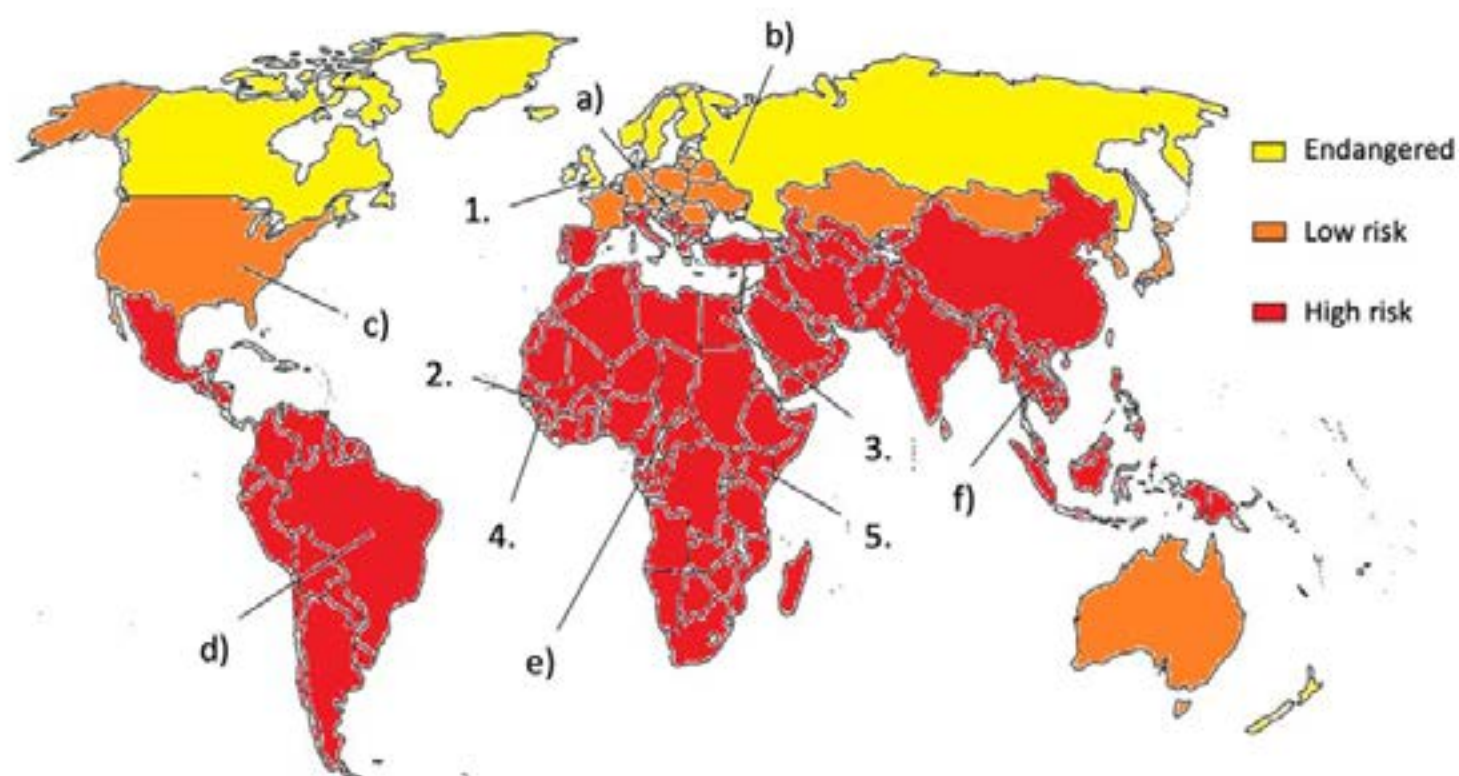 b)
a)
Endangered
1.
Low risk
c)
High risk
2.
3.
f)
4.
5.
d)
e)